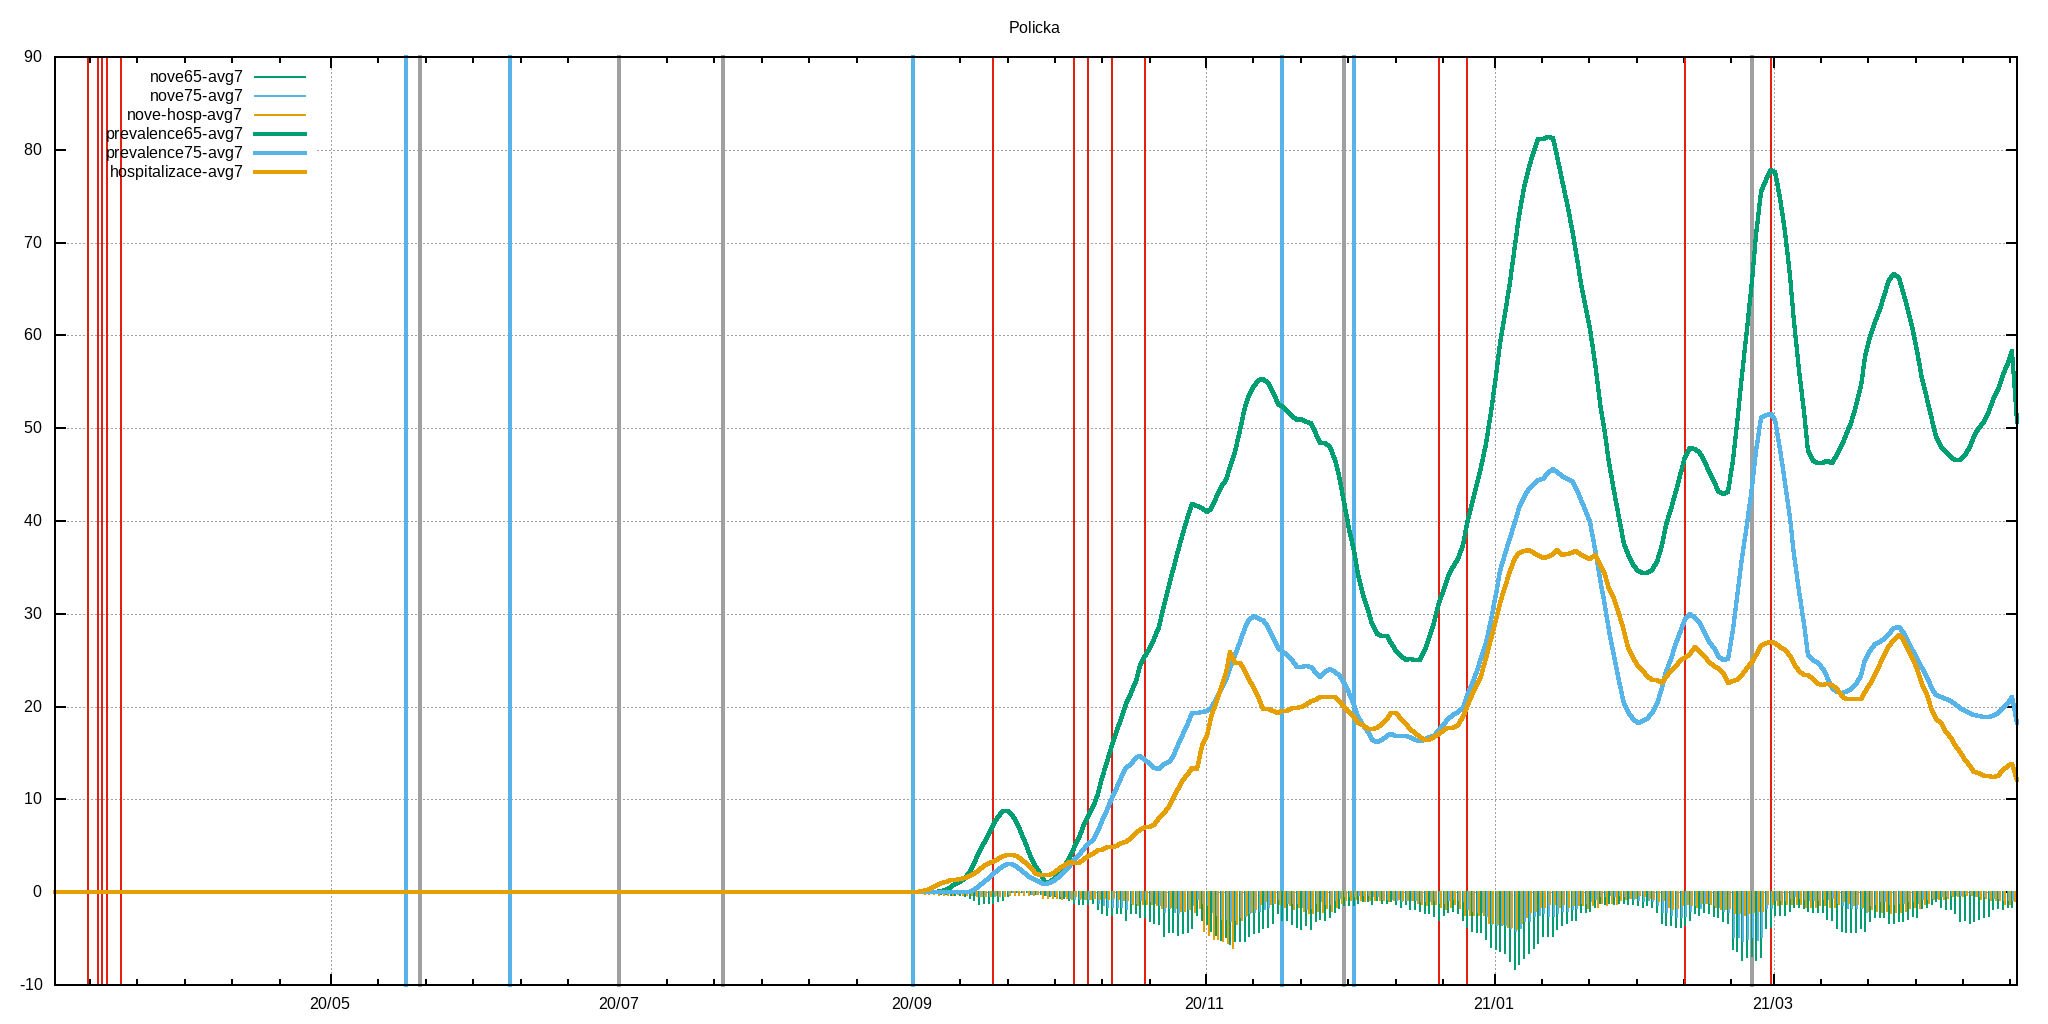 Policka
90
80
70
60
50
40
30
20
10
0
-10
nove65-avg7
nove75-avg7
nove-hosp-avg7
prevalence65-avg7
prevalence75-avg7
hospitalizace-avg7
20/05 20/07 20/09 20/11 21/01 21/03